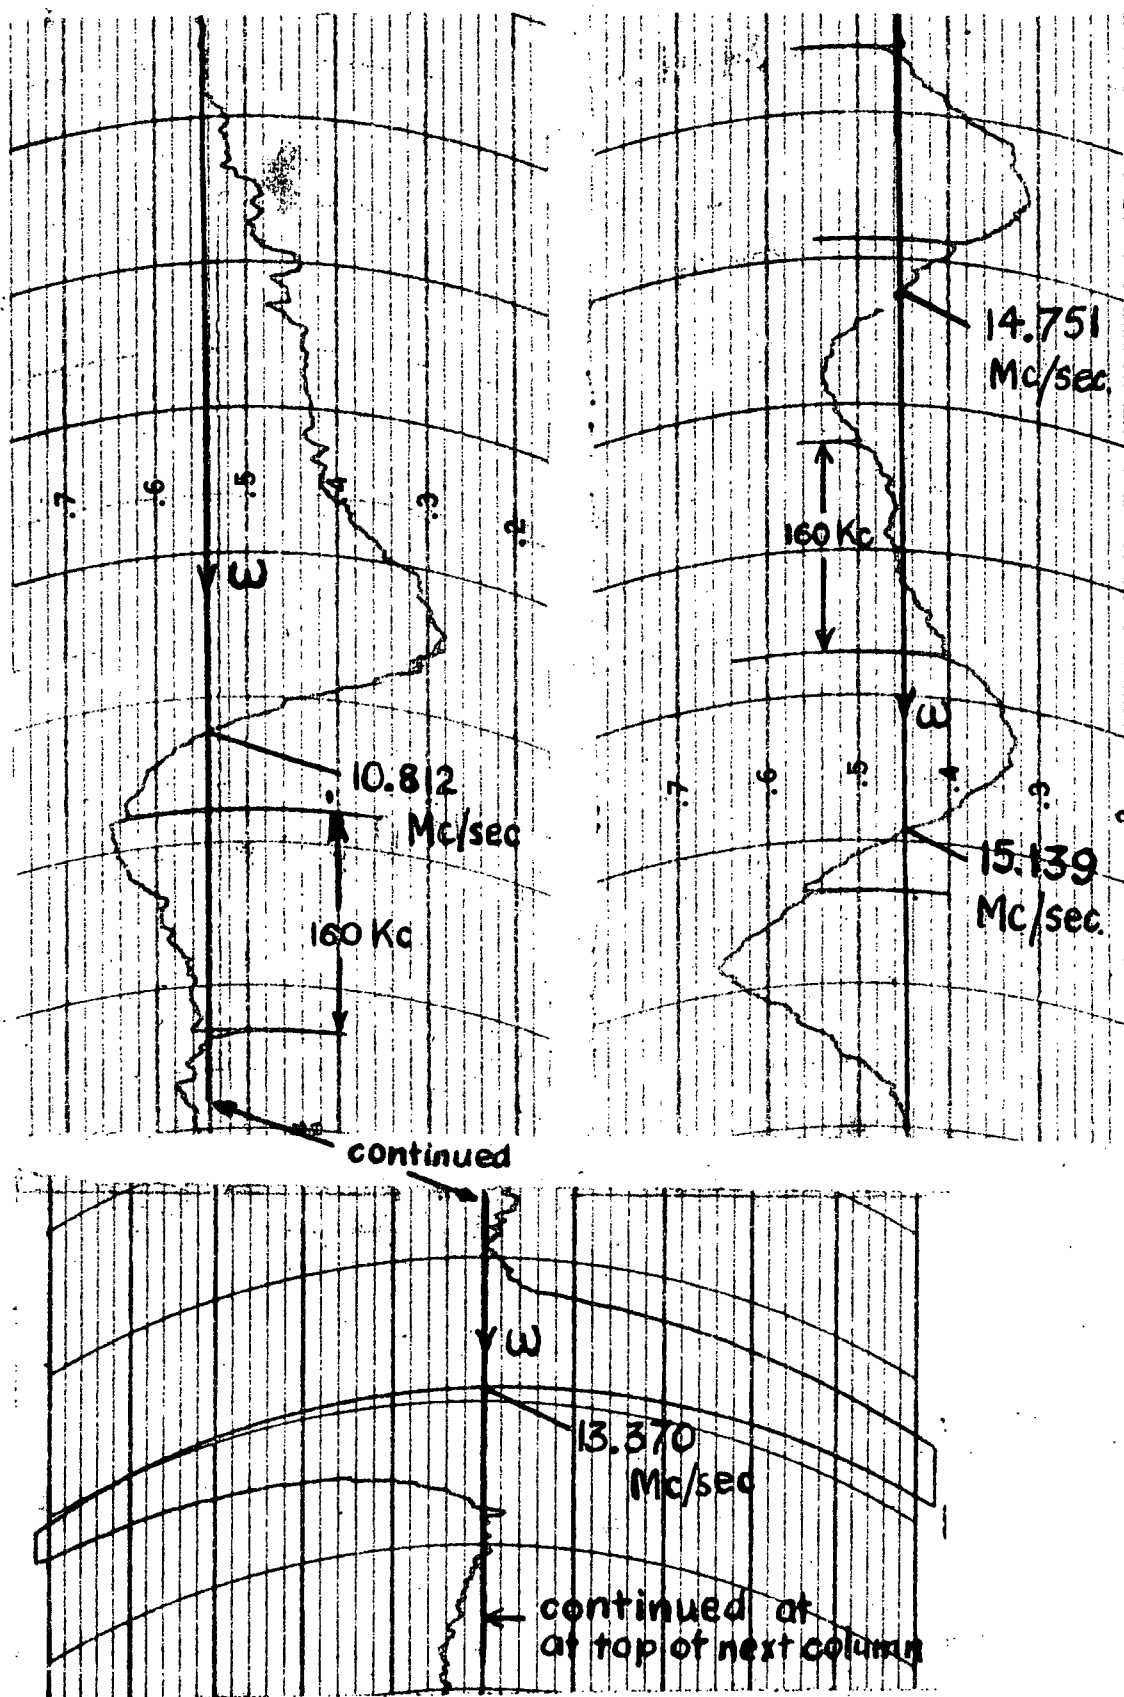 .7
.6
.5
.4
.3
.2
ω
10.812
Mc/sec
160 Kc
continued
ω
13.370
Mc/sec
continued at
at top of next column
14.751
Mc/sec.
160 Kc
ω
.7
.6
.5
.4
.3
15.139
Mc/sec.